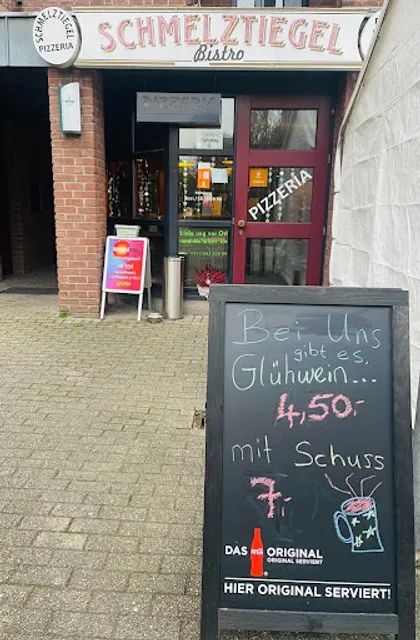 SCHMELZTIEGEL
PIZZERIA
SCHMELZTIEGEL
Bistro
PIZZERIA
PIZZERIA
Bei Uns
gibt es,
Glühwein...
4,50,-
mit Schuss
7,-
DAS ORIGINAL
ORIGINAL SERVIERT
HIER ORIGINAL SERVIERT!